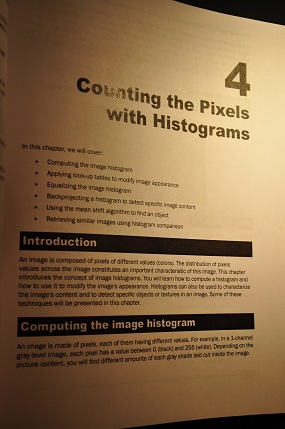 4
Counting the Pixels
with Histograms
In this chapter, we will cover:
• Computing the image histogram
• Applying look-up tables to modify image appearance
• Equalizing the image histogram
• Backprojecting a histogram to detect specific image content
• Using the mean shift algorithm to find an object
• Retrieving similar images using histogram comparison
Introduction
An image is composed of pixels of different values (colors). The distribution of pixels
values across the image constitutes an important characteristic of this image. This chapter
introduces the concept of image histograms. You will learn how to compute a histogram and
how to use it to modify the image's appearance. Histograms can also be used to characterize
the image's content and to detect specific objects or textures in an image. Some of these
techniques will be presented in this chapter.
Computing the image histogram
An image is made of pixels, each of them having different values. For example, in a 1-channel
gray-level image, each pixel has a value between 0 (black) and 255 (white). Depending on the
picture content, you will find different amounts of each gray shade laid out inside the image.